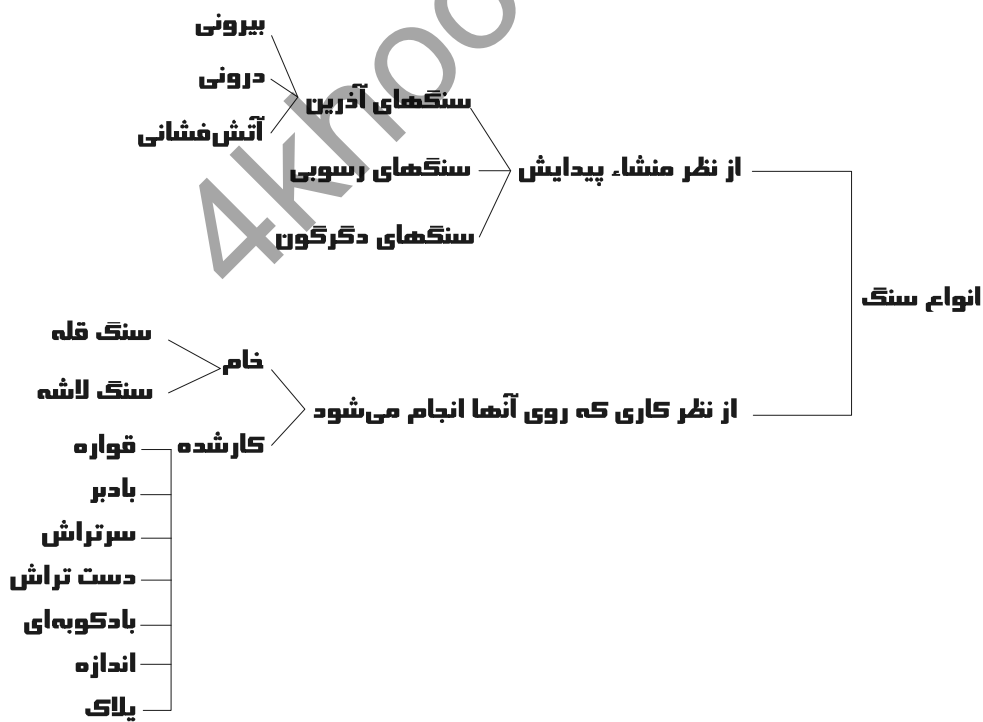 انواع سنگ
از نظر منشاء پیدایش
سنگهای آذرین
بیرونی
درونی
آتش‌فشانی
سنگهای رسوبی
سنگهای دگرگون
از نظر کاری که روی آنها انجام می‌شود
خام
سنگ قله
سنگ لاشه
کارشده
قواره
بادبر
سرتراش
دست تراش
بادکوبه‌ای
اندازه
پلاک
4khoo